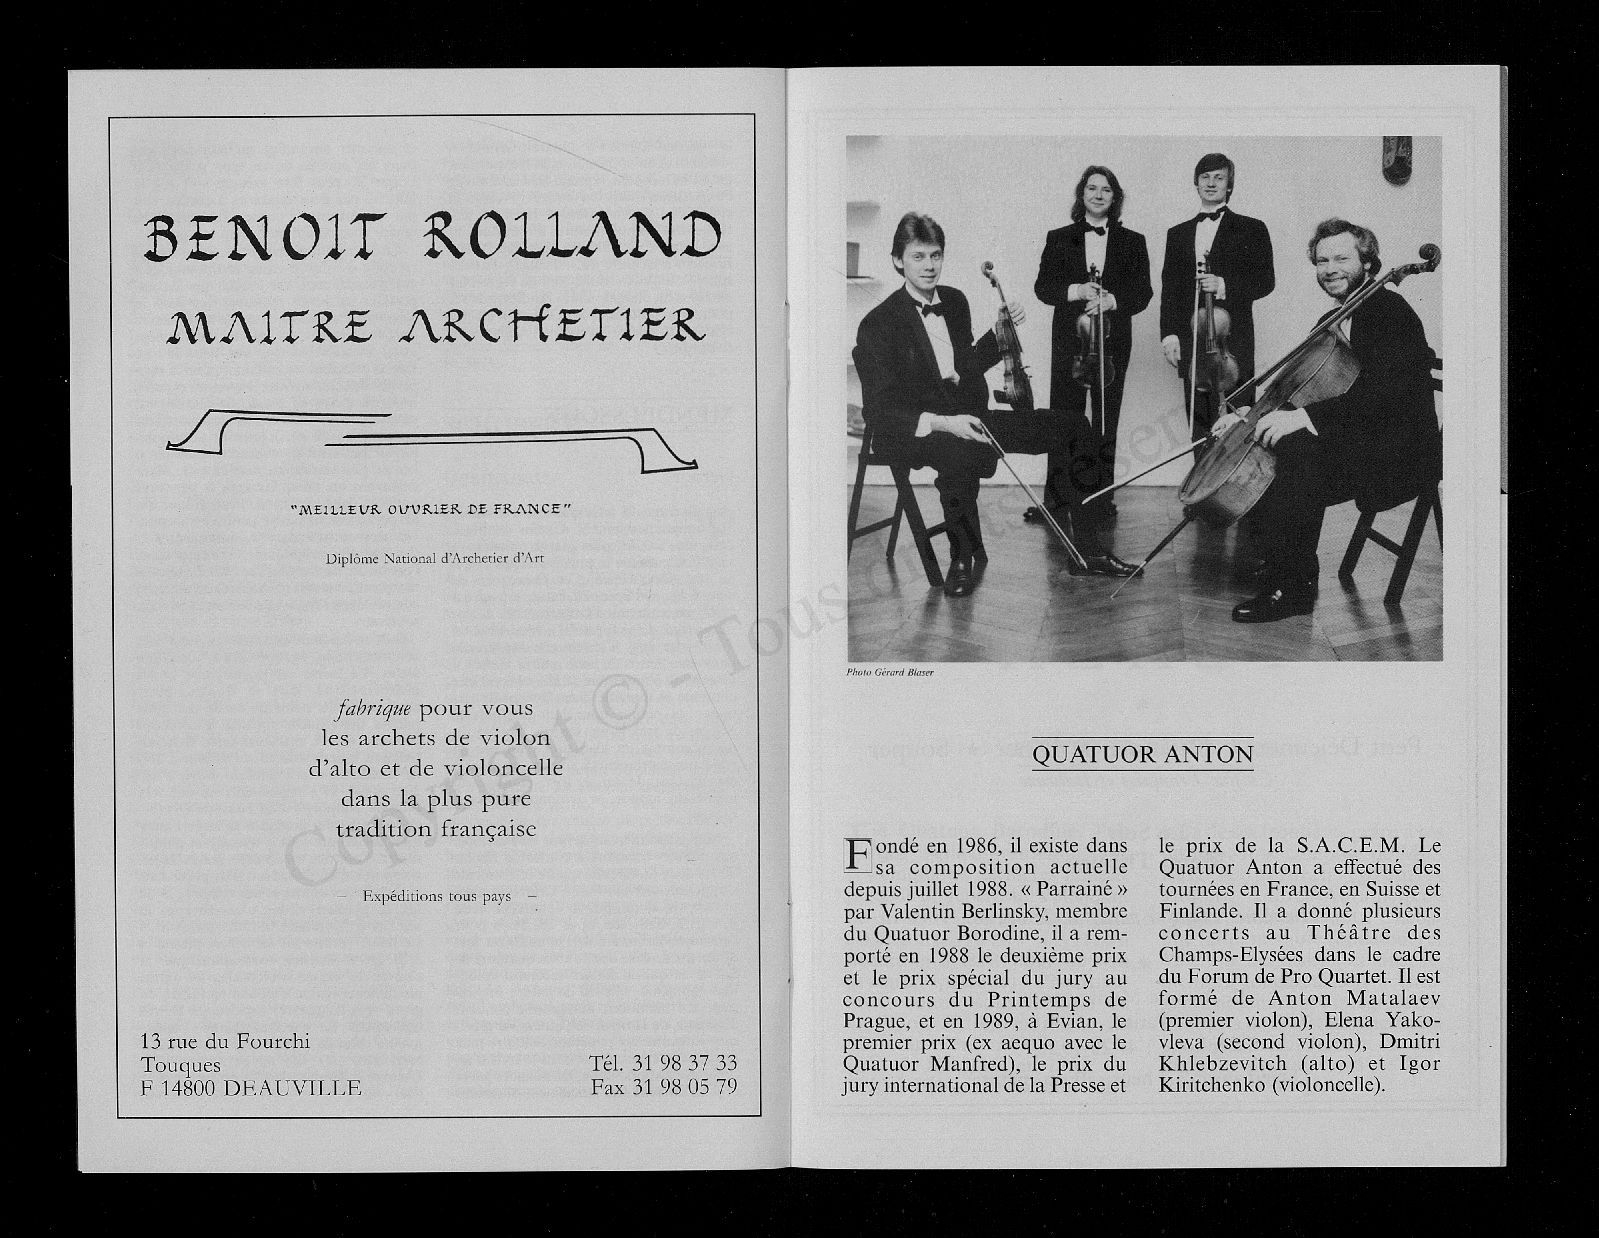 BENOIT ROLLAND
MAITRE ARCHETIER
"MEILLEUR OUVRIER DE FRANCE"
Diplôme National d'Archetier d'Art
fabrique pour vous
les archets de violon
d'alto et de violoncelle
dans la plus pure
tradition française
– Expéditions tous pays –
13 rue du Fourchi
Touques
F 14800 DEAUVILLE
Tél. 31 98 37 33
Fax 31 98 05 79
Copyright © - Tous droits réservés
Photo Gérard Blaser
QUATUOR ANTON
Fondé en 1986, il existe dans
sa composition actuelle
depuis juillet 1988. « Parrainé »
par Valentin Berlinsky, membre
du Quatuor Borodine, il a rem-
porté en 1988 le deuxième prix
et le prix spécial du jury au
concours du Printemps de
Prague, et en 1989, à Evian, le
premier prix (ex aequo avec le
Quatuor Manfred), le prix du
jury international de la Presse et
le prix de la S.A.C.E.M. Le
Quatuor Anton a effectué des
tournées en France, en Suisse et
Finlande. Il a donné plusieurs
concerts au Théâtre des
Champs-Elysées dans le cadre
du Forum de Pro Quartet. Il est
formé de Anton Matalaev
(premier violon), Elena Yako-
vleva (second violon), Dmitri
Khlebzevitch (alto) et Igor
Kiritchenko (violoncelle).